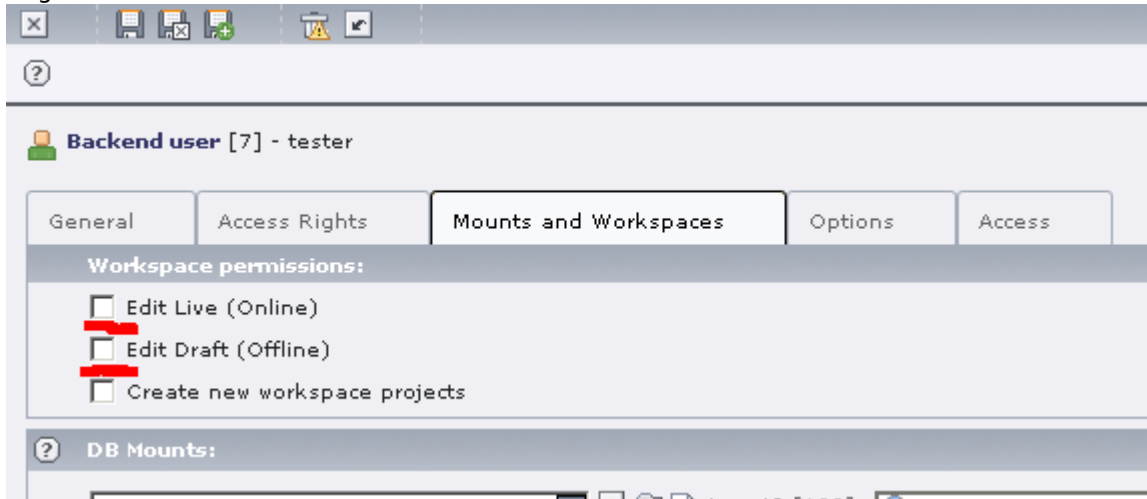 Backend user [7] - tester
General Access Rights Mounts and Workspaces Options Access
Workspace permissions:
Edit Live (Online)
Edit Draft (Offline)
Create new workspace projects
DB Mounts: